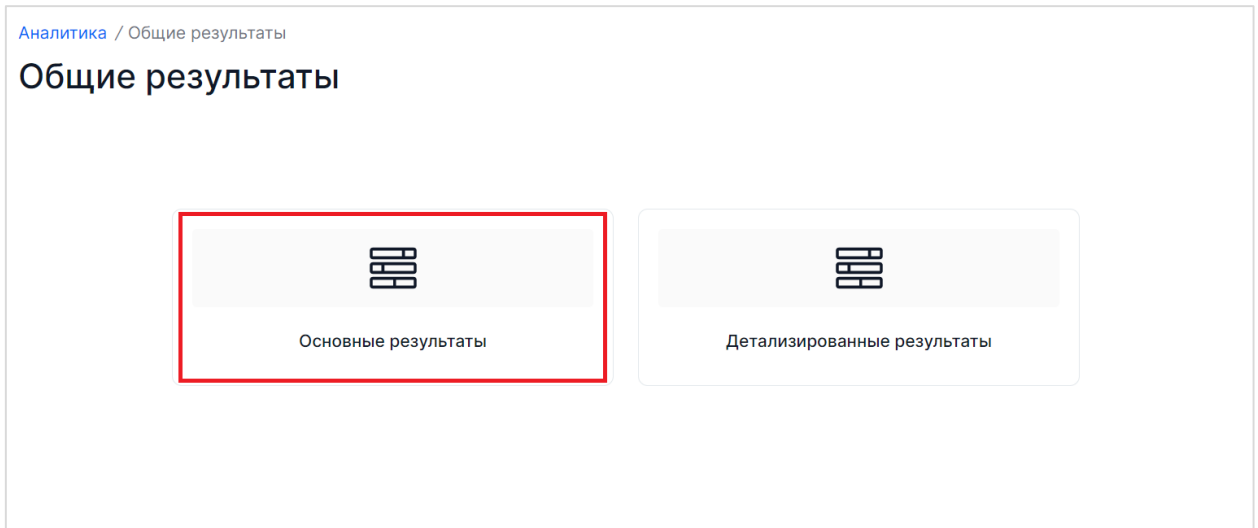 Аналитика / Общие результаты
Общие результаты
Основные результаты
Детализированные результаты